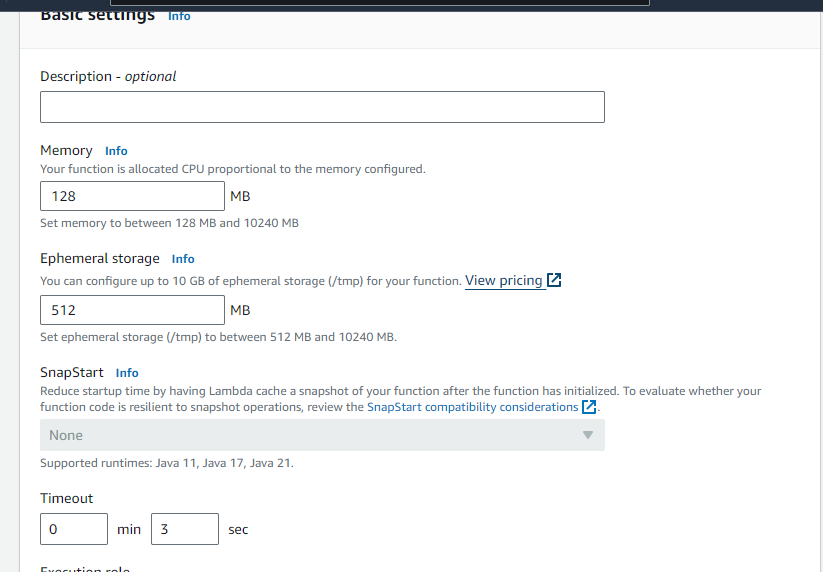 Basic settings Info
Description - optional
Memory Info
Your function is allocated CPU proportional to the memory configured.
128 MB
Set memory to between 128 MB and 10240 MB
Ephemeral storage Info
You can configure up to 10 GB of ephemeral storage (/tmp) for your function. View pricing
512 MB
Set ephemeral storage (/tmp) to between 512 MB and 10240 MB.
SnapStart Info
Reduce startup time by having Lambda cache a snapshot of your function after the function has initialized. To evaluate whether your
function code is resilient to snapshot operations, review the SnapStart compatibility considerations.
None
Supported runtimes: Java 11, Java 17, Java 21.
Timeout
0 min 3 sec
Execution role